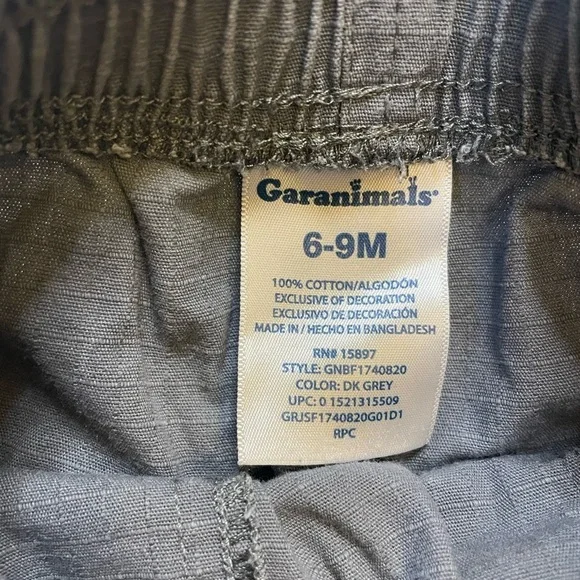 Garanimals
6-9M
100% COTTON/ALGODÓN
EXCLUSIVE OF DECORATION
EXCLUSIVO DE DECORACIÓN
MADE IN / HECHO EN BANGLADESH
RN# 15897
STYLE: GNBF1740820
COLOR: DK GREY
UPC: 0 1521315509
GRJSF1740820G01D1
RPC